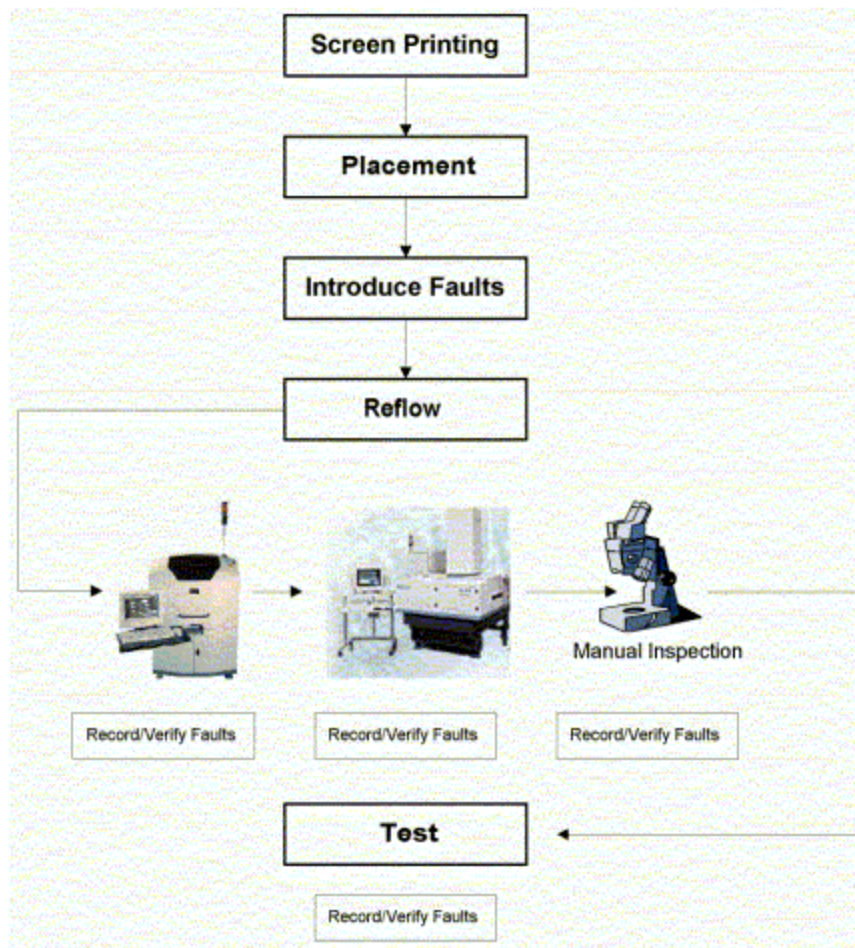 Screen Printing
Placement
Introduce Faults
Reflow
Manual Inspection
Record/Verify Faults
Record/Verify Faults
Record/Verify Faults
Test
Record/Verify Faults